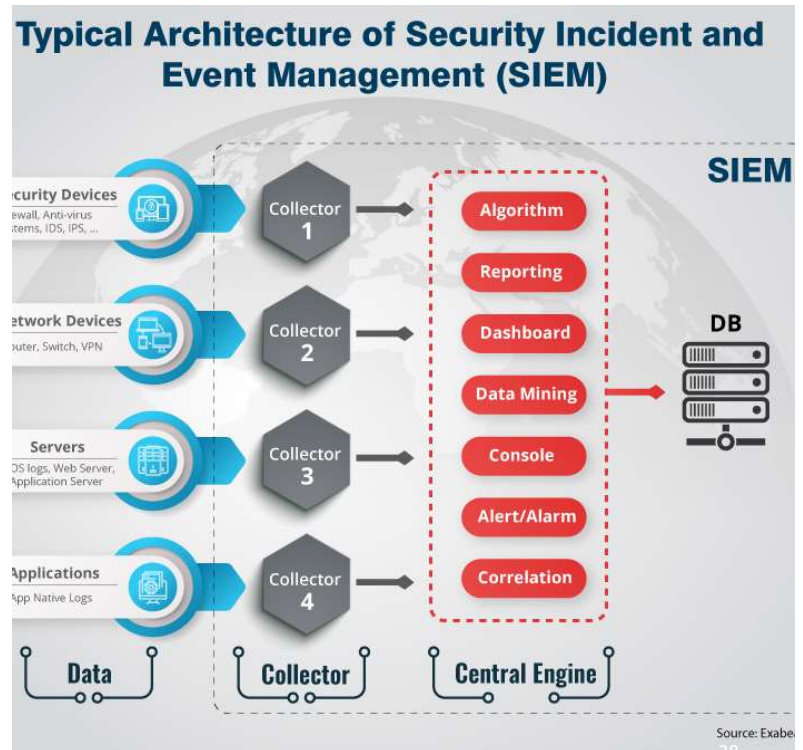 Typical Architecture of Security Incident and
Event Management (SIEM)
SIEM
ecurity Devices
ewall, Anti-virus
stems, IDS, IPS, ...
Collector
1
Algorithm
Reporting
etwork Devices
outer, Switch, VPN
Collector
2
Dashboard
DB
Data Mining
Servers
OS logs, Web Server,
Application Server
Collector
3
Console
Alert/Alarm
Applications
App Native Logs
Collector
4
Correlation
Data
Collector
Central Engine
Source: Exabea